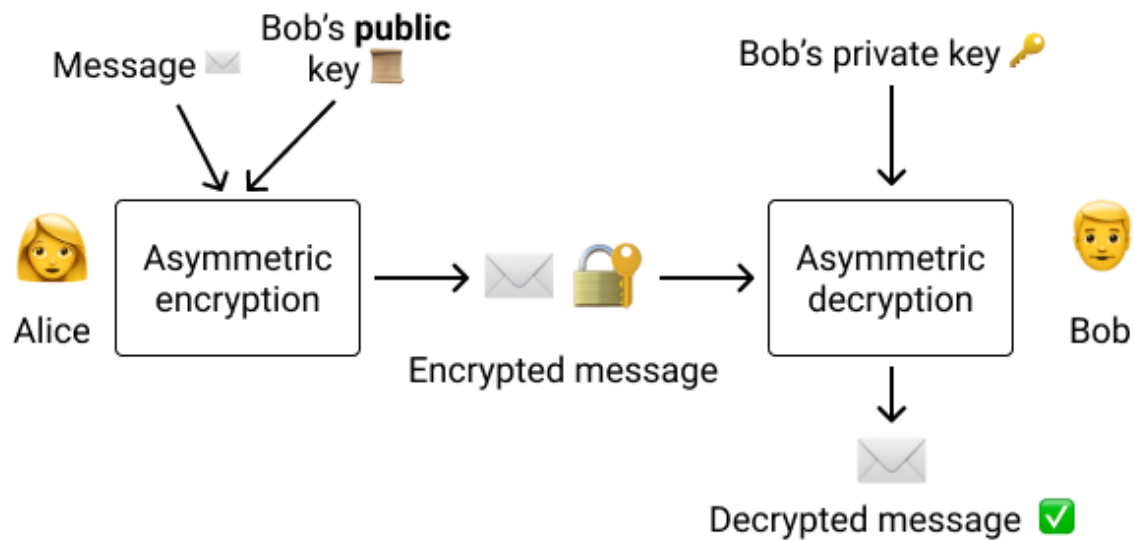 Message
Bob’s public
key
Bob’s private key
Alice
Asymmetric
encryption
Encrypted message
Asymmetric
decryption
Bob
Decrypted message